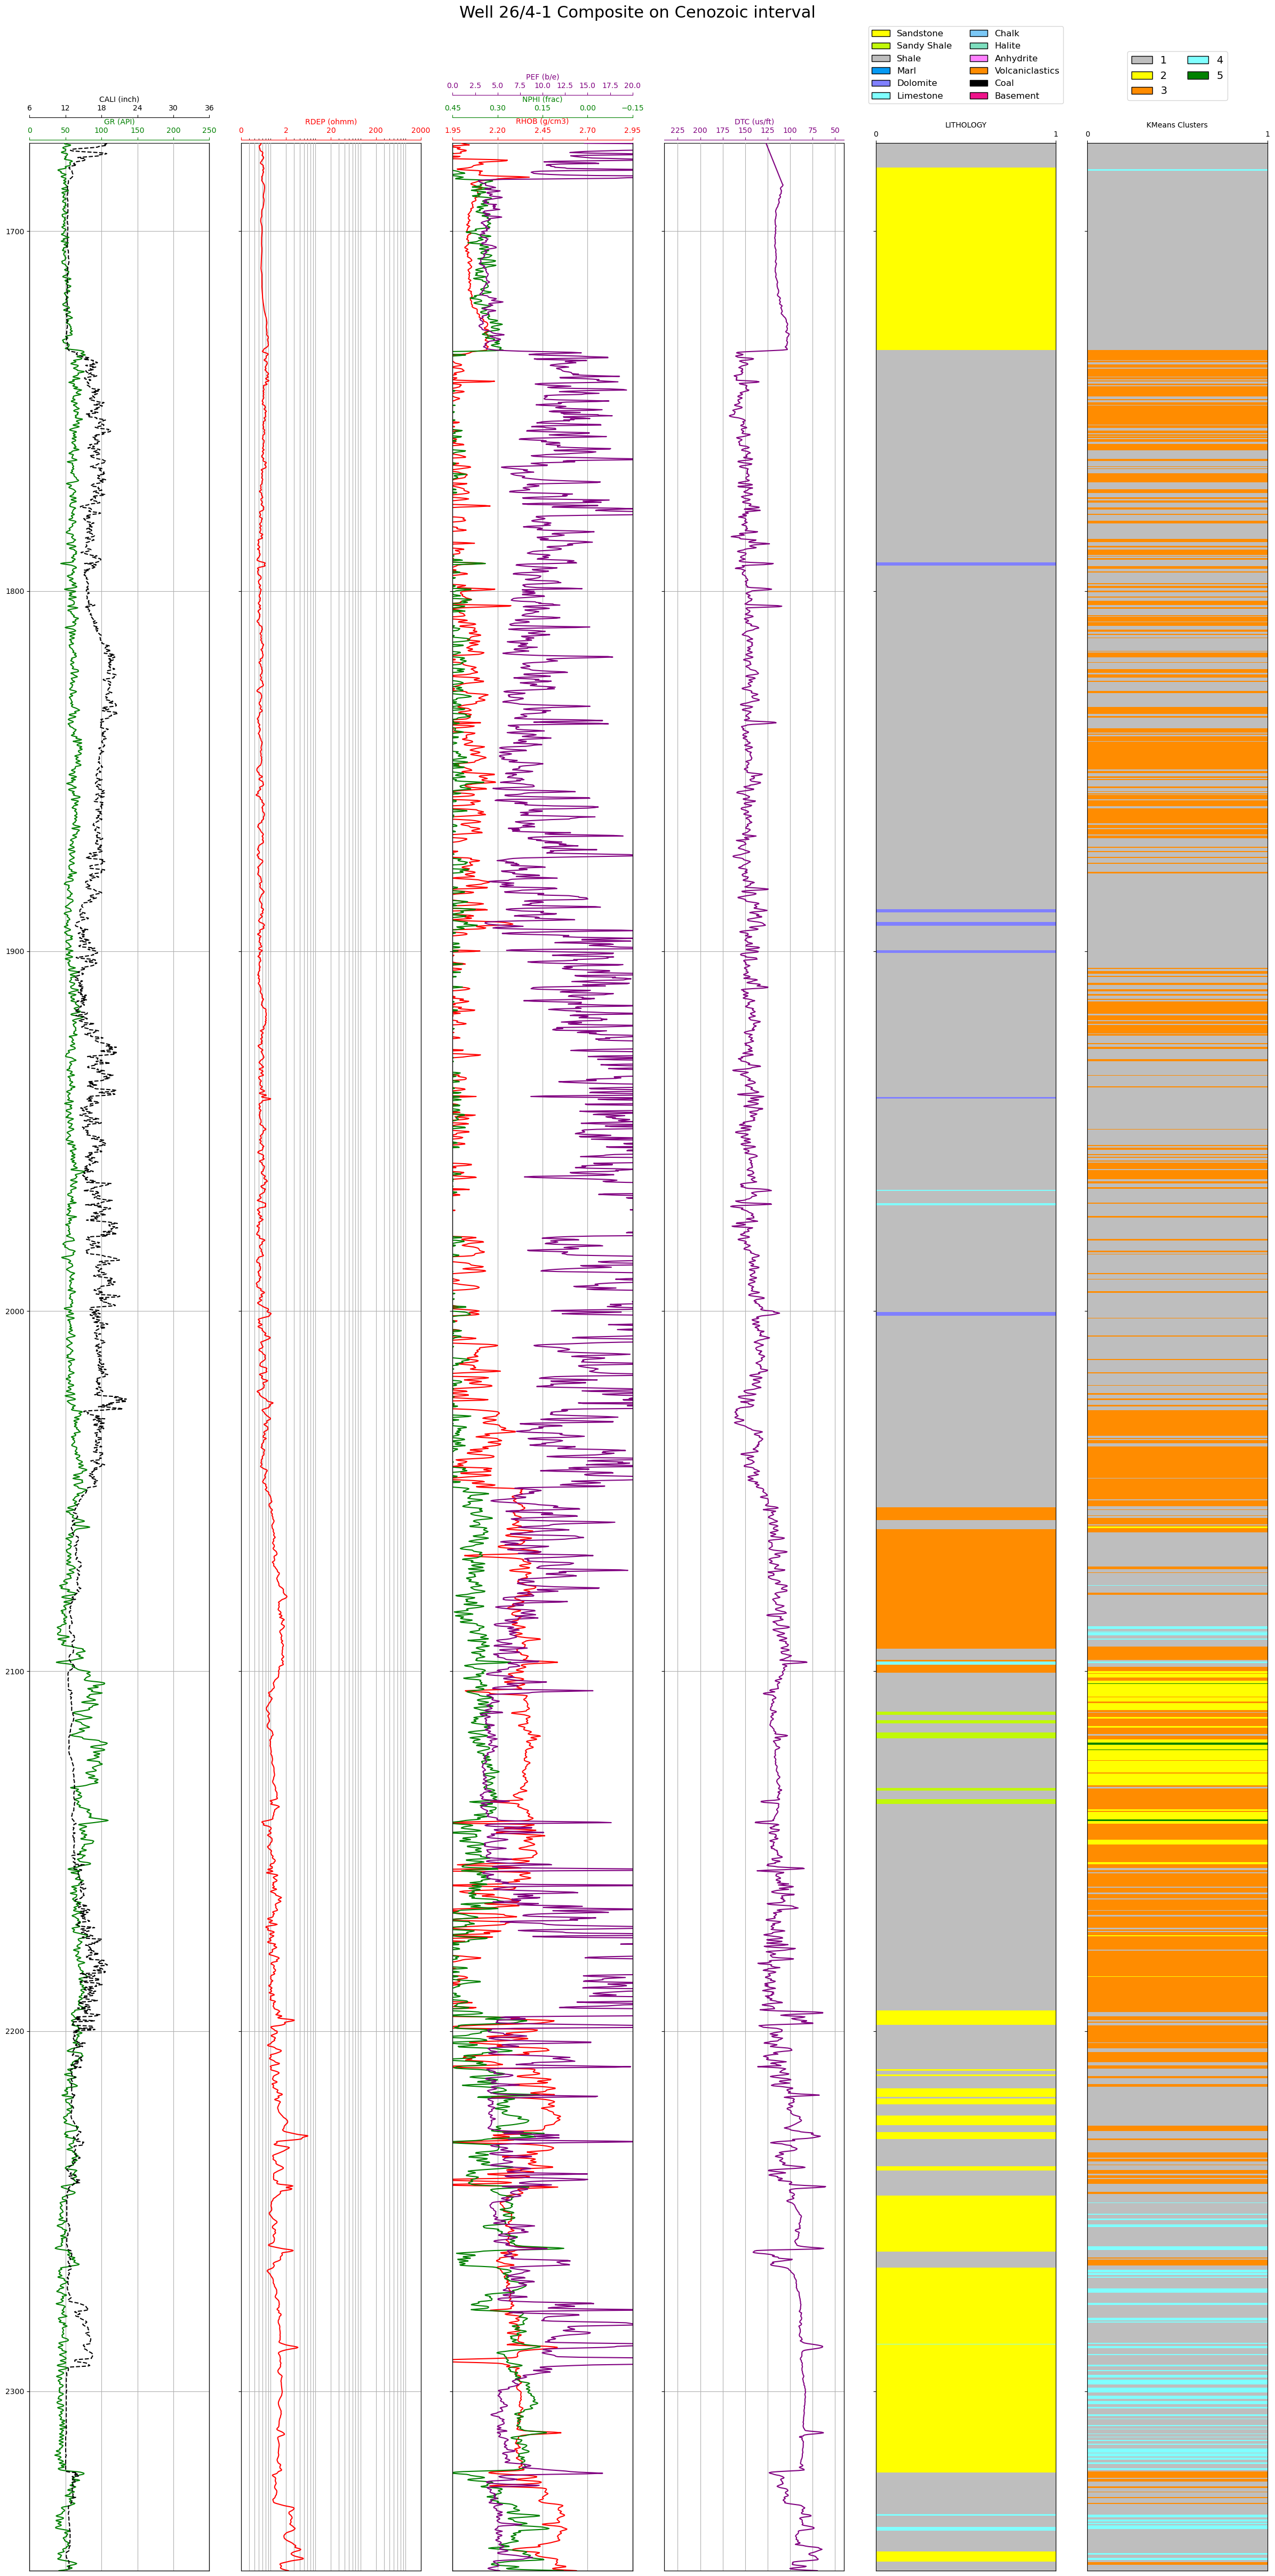 Well 26/4-1 Composite on Cenozoic interval
Sandstone Chalk
Sandy Shale Halite
Shale Anhydrite
Marl Volcaniclastics
Dolomite Coal
Limestone Basement
1 4
2 5
3
PEF (b/e)
0.0 2.5 5.0 7.5 10.0 12.5 15.0 17.5 20.0
CALI (inch) NPHI (frac)
6 12 18 24 30 36 0.45 0.30 0.15 0.00 −0.15
GR (API) RDEP (ohmm) RHOB (g/cm3) DTC (us/ft) LITHOLOGY KMeans Clusters
0 50 100 150 200 250 0 2 20 200 2000 1.95 2.20 2.45 2.70 2.95 225 200 175 150 125 100 75 50 0 1 0 1
1700
1800
1900
2000
2100
2200
2300